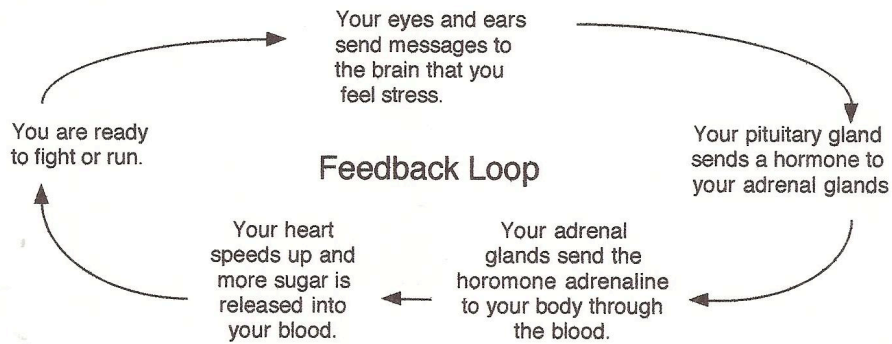 Your eyes and ears
send messages to
the brain that you
feel stress.
Your pituitary gland
sends a hormone to
your adrenal glands
Your adrenal
glands send the
horomone adrenaline
to your body through
the blood.
Your heart
speeds up and
more sugar is
released into
your blood.
You are ready
to fight or run.
Feedback Loop